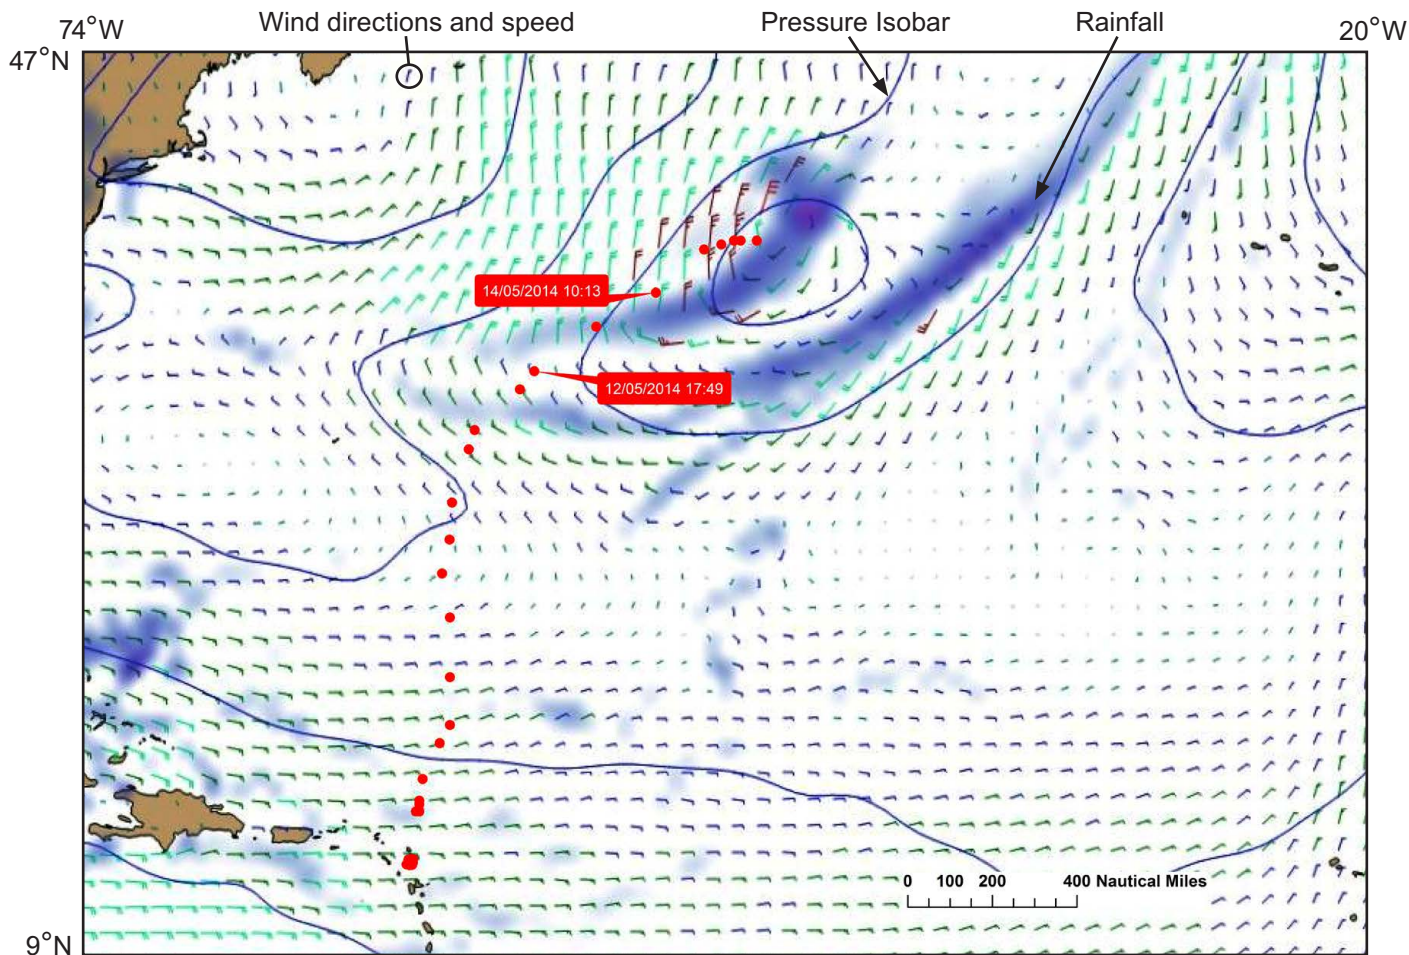 Wind directions and speed
Pressure Isobar
Rainfall
74°W
20°W
47°N
14/05/2014 10:13
12/05/2014 17:49
0 100 200 400 Nautical Miles
9°N